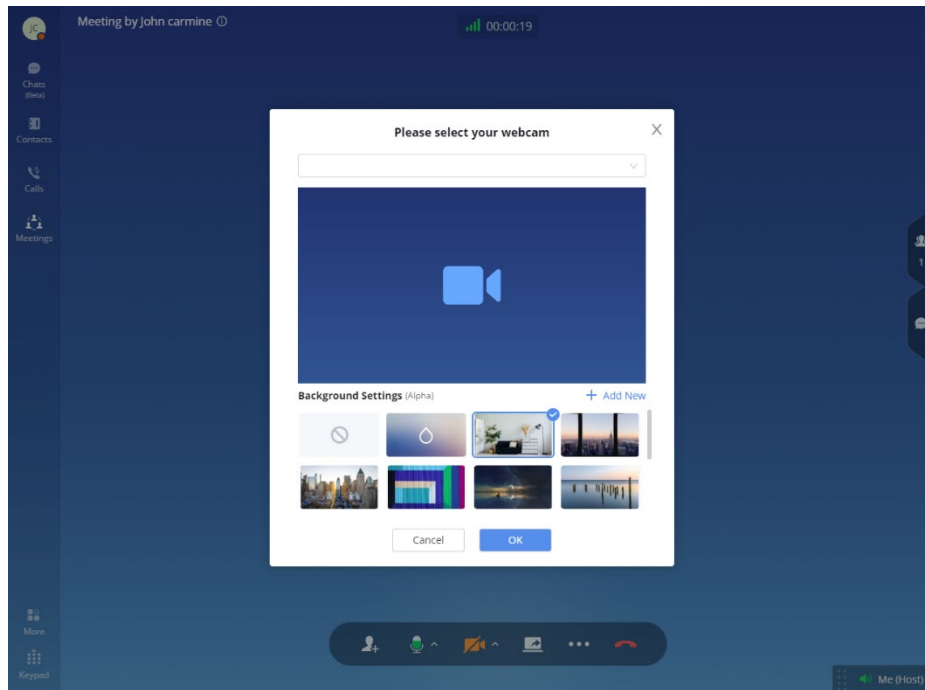 JC
Meeting by John carmine
00:00:19
Chats
(Beta)
Contacts
Calls
Meetings
Please select your webcam
Background Settings (Alpha)
+ Add New
Cancel
OK
1
More
Keypad
Me (Host)